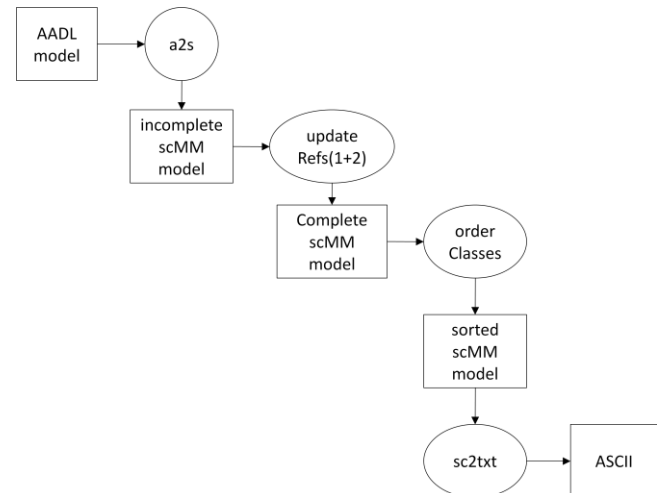 AADL
model
a2s
incomplete
scMM
model
update
Refs(1+2)
Complete
scMM
model
order
Classes
sorted
scMM
model
sc2txt
ASCII